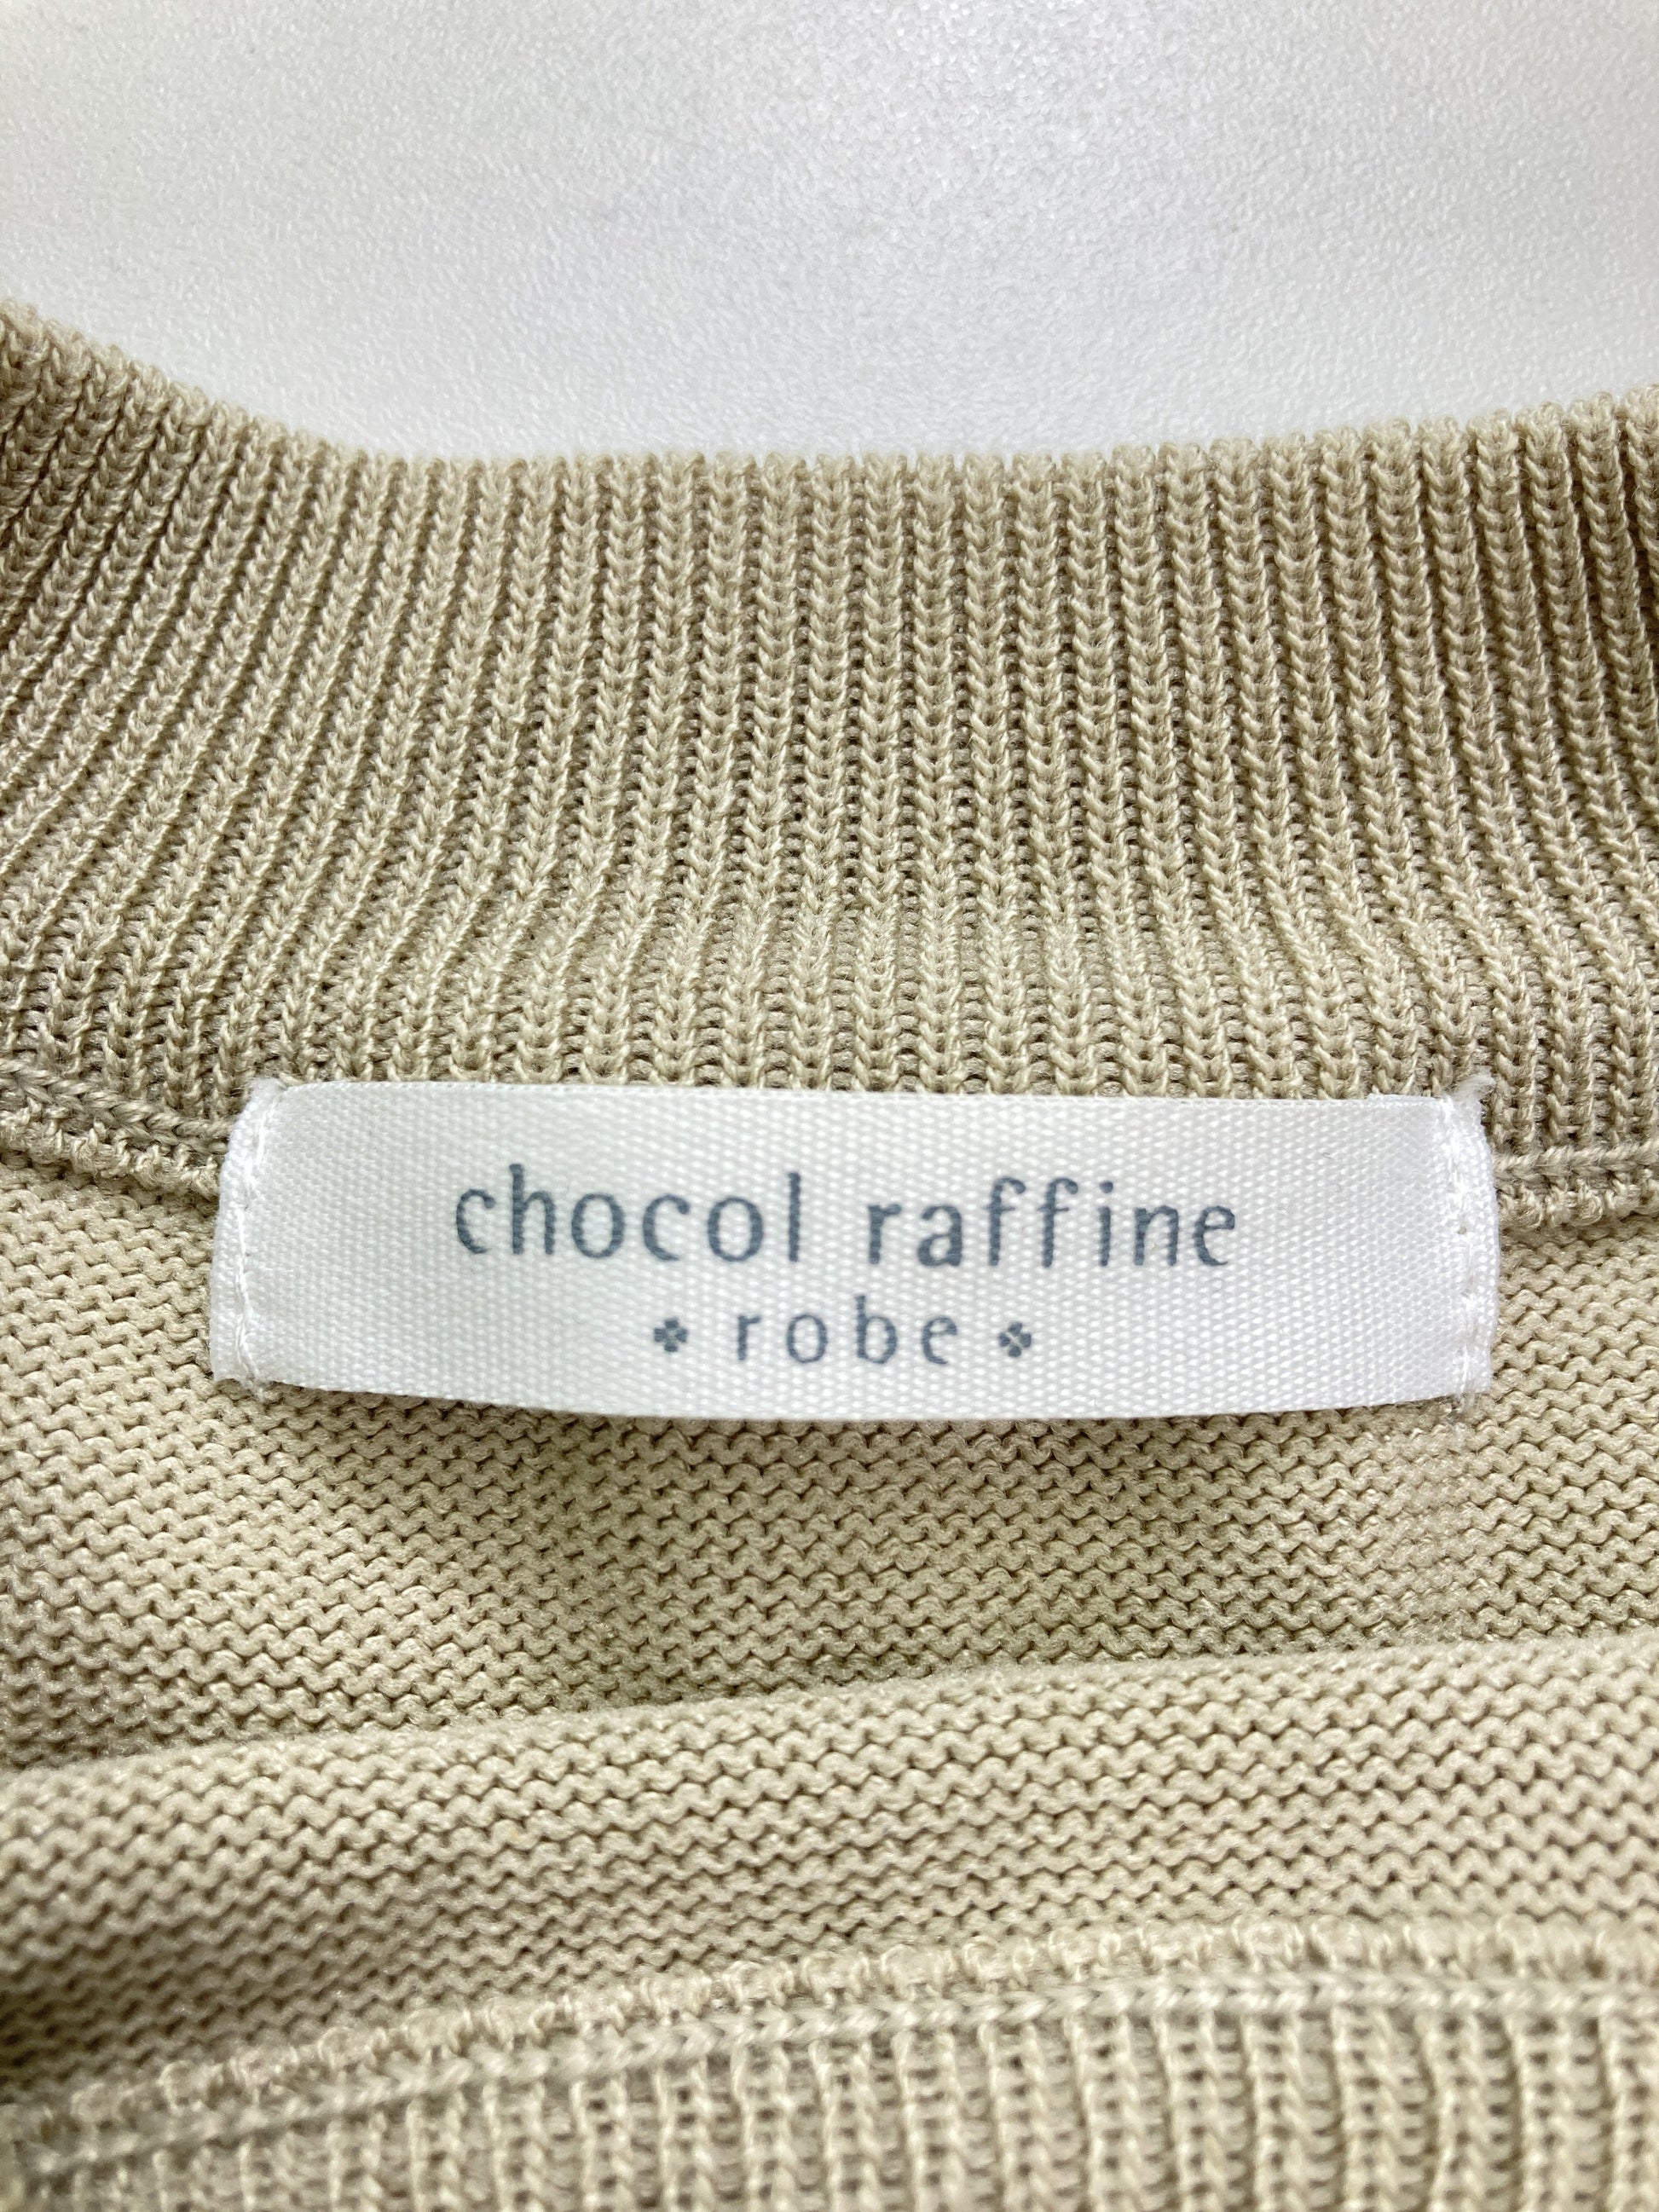 chocol raffine
robe